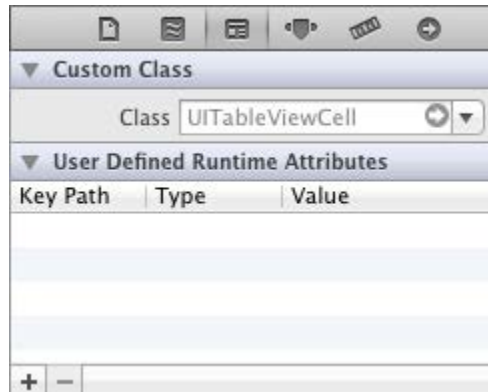 Custom Class
Class UITableViewCell
User Defined Runtime Attributes
Key Path Type Value